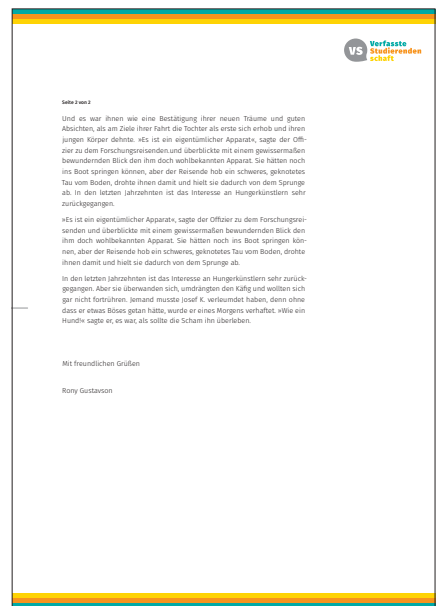 VS Verfasste
Studierenden
schaft
Seite 2 von 2
Und es war ihnen wie eine Bestätigung ihrer neuen Träume und guten
Absichten, als am Ziele ihrer Fahrt die Tochter als erste sich erhob und ihren
jungen Körper dehnte. »Es ist ein eigentümlicher Apparat«, sagte der Offi-
zier zu dem Forschungsreisenden.und überblickte mit einem gewissermaßen
bewundernden Blick den ihm doch wohlbekannten Apparat. Sie hätten noch
ins Boot springen können, aber der Reisende hob ein schweres, geknotetes
Tau vom Boden, drohte ihnen damit und hielt sie dadurch von dem Sprunge
ab. In den letzten Jahrzehnten ist das Interesse an Hungerkünstlern sehr
zurückgegangen.
»Es ist ein eigentümlicher Apparat«, sagte der Offizier zu dem Forschungsrei-
senden und überblickte mit einem gewissermaßen bewundernden Blick den
ihm doch wohlbekannten Apparat. Sie hätten noch ins Boot springen kön-
nen, aber der Reisende hob ein schweres, geknotetes Tau vom Boden, drohte
ihnen damit und hielt sie dadurch von dem Sprunge ab.
In den letzten Jahrzehnten ist das Interesse an Hungerkünstlern sehr zurück-
gegangen. Aber sie überwanden sich, umdrängten den Käfig und wollten sich
gar nicht fortrühren. Jemand musste Josef K. verleumdet haben, denn ohne
dass er etwas Böses getan hätte, wurde er eines Morgens verhaftet. »Wie ein
Hund!« sagte er, es war, als sollte die Scham ihn überleben.
Mit freundlichen Grüßen
Rony Gustavson